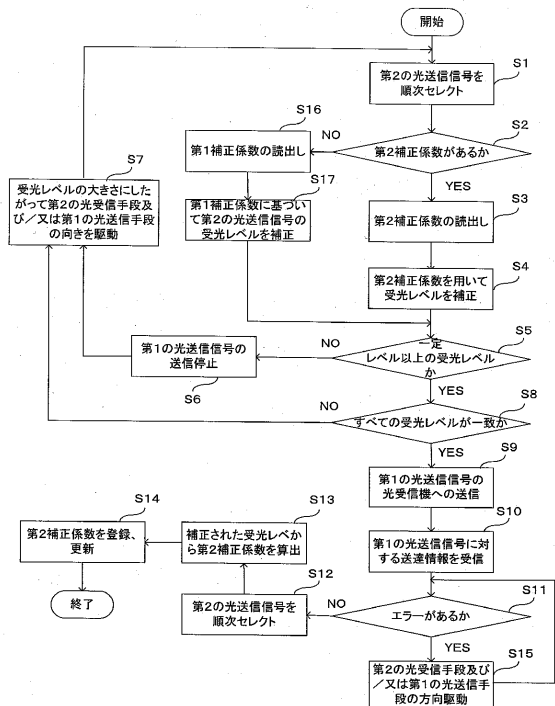 開始
S1
第2の光送信信号を
順次セレクト
S16
S2
第1補正係数の読出し
NO
第2補正係数があるか
S7
S17
YES
S3
受光レベルの大きさにした
がって第2の光受信手段及
び/又は第1の光送信手段
の向きを駆動
第1補正係数に基づい
て第2の光送信信号の
受光レベルを補正
第2補正係数の読出し
S4
第2補正係数を用いて
受光レベルを補正
S5
第1の光送信信号の
送信停止
NO
一定
レベル以上の受光レベル
か
S6
YES
S8
NO
すべての受光レベルが一致か
YES
S9
第1の光送信信号の
光受信機への送信
S14
S13
S10
第2補正係数を登録、
更新
補正された受光レベか
ら第2補正係数を算出
第1の光送信信号に対
する送達情報を受信
S12
S11
終了
第2の光送信信号を
順次セレクト
NO
エラーがあるか
YES
S15
第2の光受信手段及び
/又は第1の光送信手
段の方向駆動